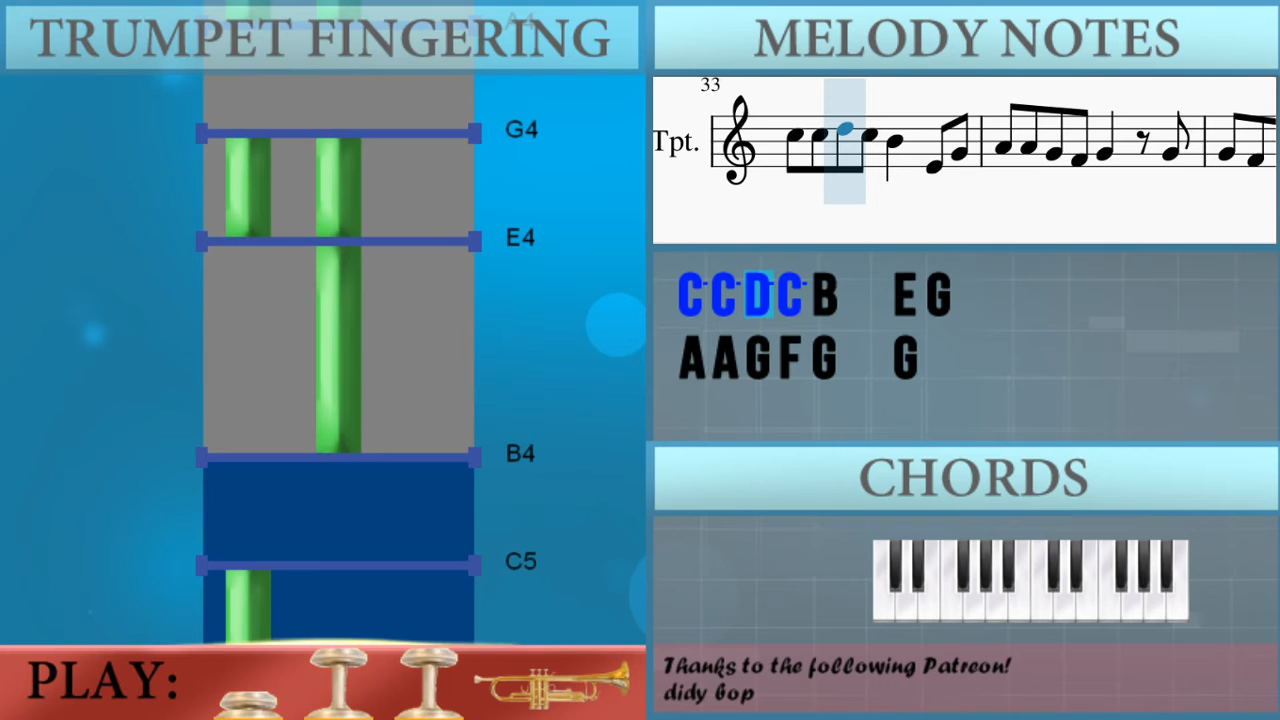 TRUMPET FINGERING
A4
G4
E4
B4
C5
PLAY:
MELODY NOTES
33
Tpt.
C-C-D-C-B EG
AAGFG G
CHORDS
Thanks to the following Patreon!
didy bop